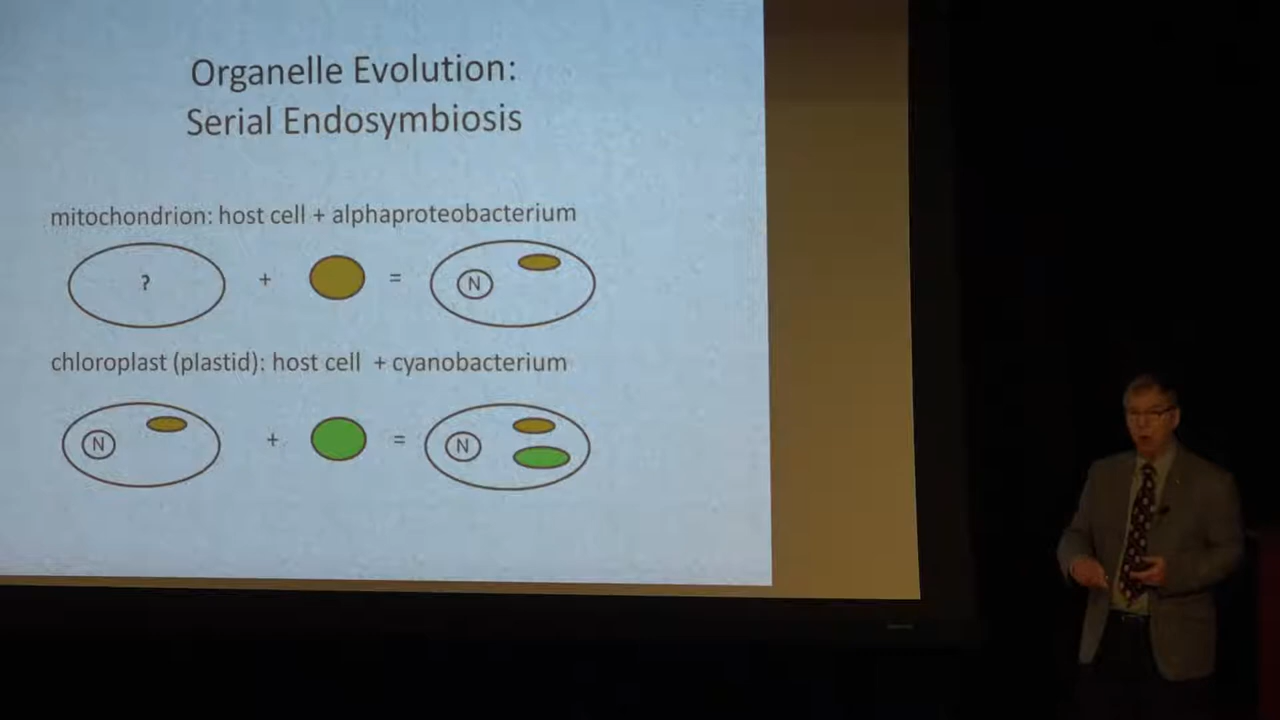 Organelle Evolution:
Serial Endosymbiosis
mitochondrion: host cell + alphaproteobacterium
? + = N
chloroplast (plastid): host cell + cyanobacterium
N + = N